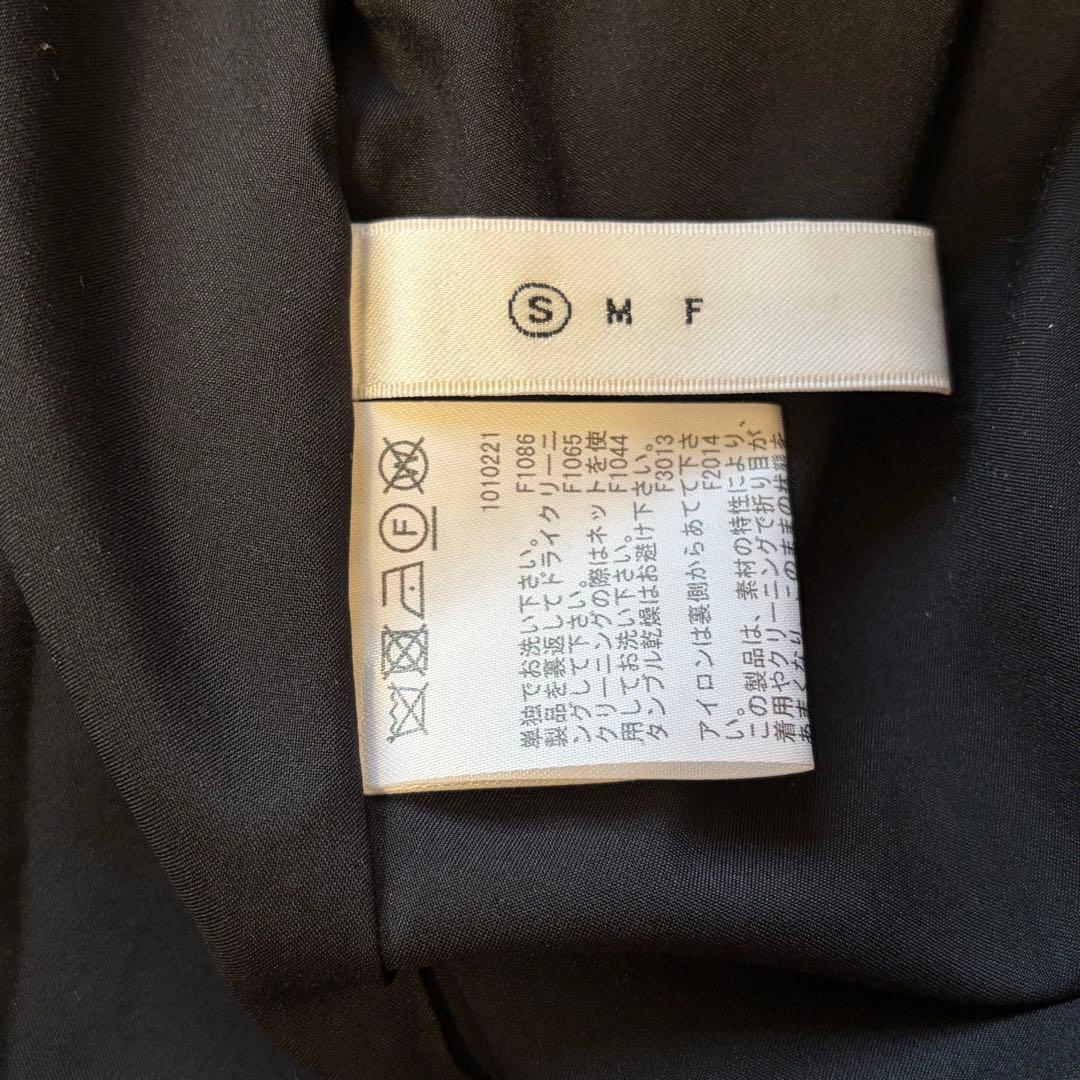 S M F
1010221
F1086
単独でお洗い下さい。
製品を裏返してドライクリーニ
F1065
ングして下さい。
クリーニングの際はネットを使
F1044
用してお洗い下さい。
タンブル乾燥はお避け下さい。
F3013
アイロンは裏側からあてて下さ
F2014
い。
この製品は、素材の特性により、
着用やクリーニングで折り目が
W
F